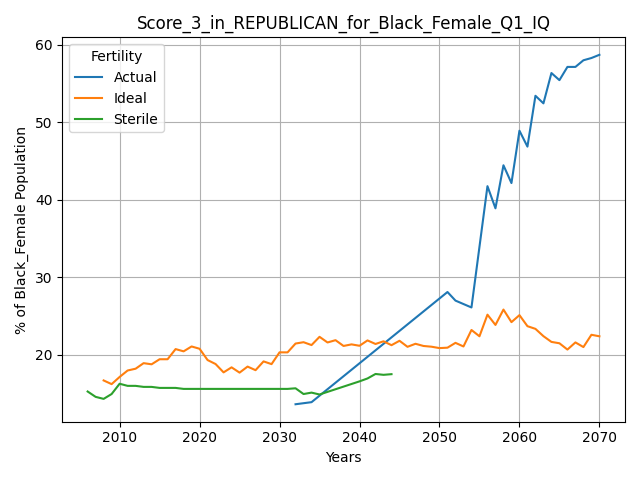 Score_3_in_REPUBLICAN_for_Black_Female_Q1_IQ
Fertility
Actual
Ideal
Sterile
% of Black_Female Population
60
50
40
30
20
2010 2020 2030 2040 2050 2060 2070
Years